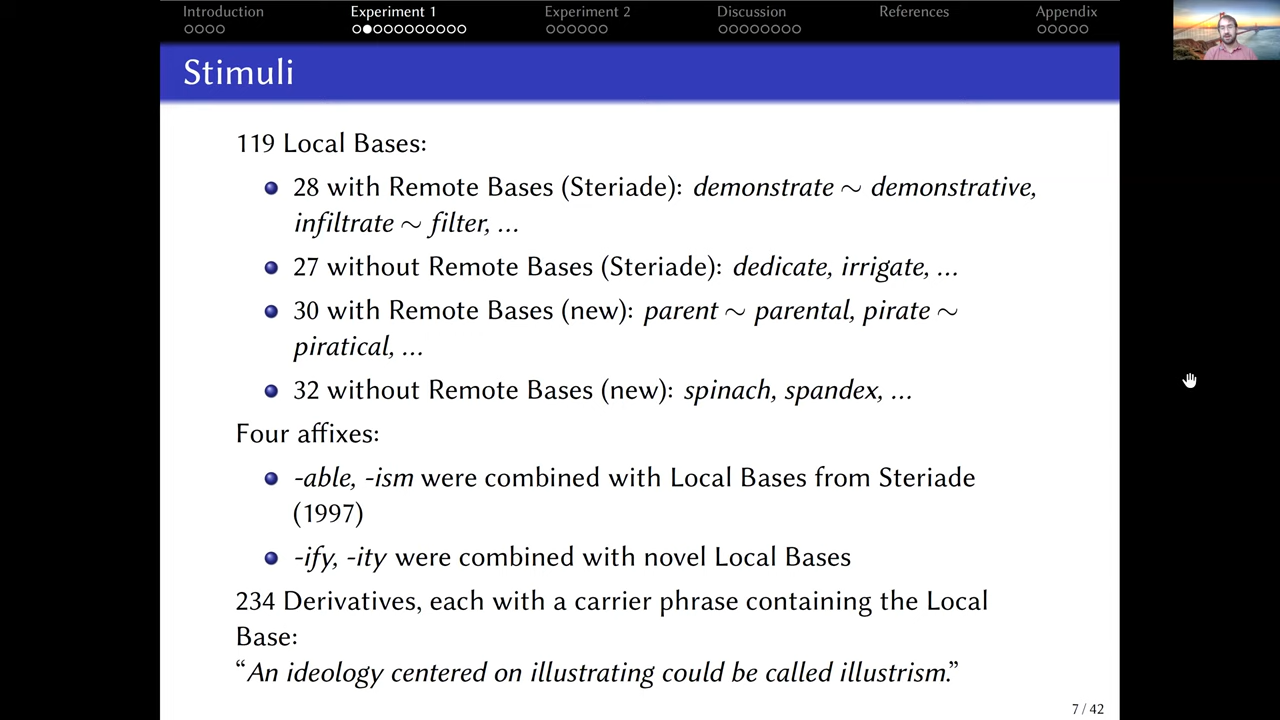 Introduction Experiment 1 Experiment 2 Discussion References Appendix
Stimuli
119 Local Bases:
28 with Remote Bases (Steriade): demonstrate ∼ demonstrative,
infiltrate ∼ filter, ...
27 without Remote Bases (Steriade): dedicate, irrigate, ...
30 with Remote Bases (new): parent ∼ parental, pirate ∼
piratical, ...
32 without Remote Bases (new): spinach, spandex, ...
Four affixes:
-able, -ism were combined with Local Bases from Steriade
(1997)
-ify, -ity were combined with novel Local Bases
234 Derivatives, each with a carrier phrase containing the Local
Base:
“An ideology centered on illustrating could be called illustrism.”
7 / 42